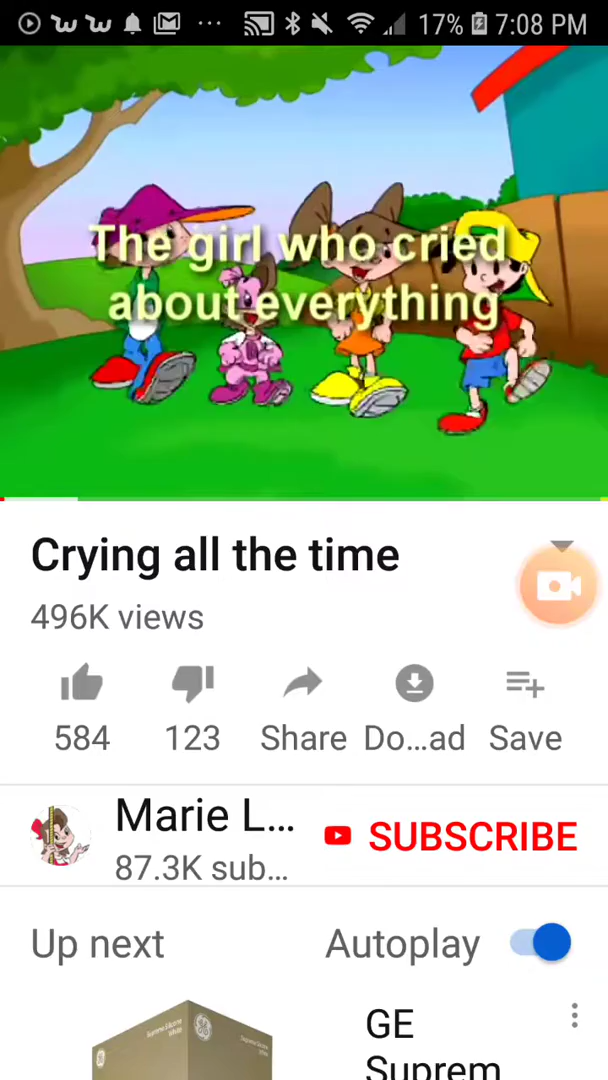 17% 7:08 PM
The girl who cried
about everything
Crying all the time
496K views
584 123 Share Do...ad Save
Marie L...
SUBSCRIBE
87.3K sub...
Up next Autoplay
GE
Suprem